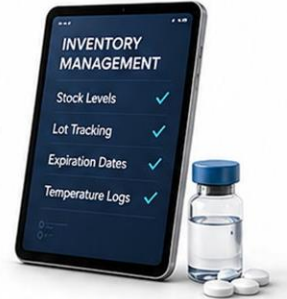 INVENTORY
MANAGEMENT
Stock Levels
Lot Tracking
Expiration Dates
Temperature Logs